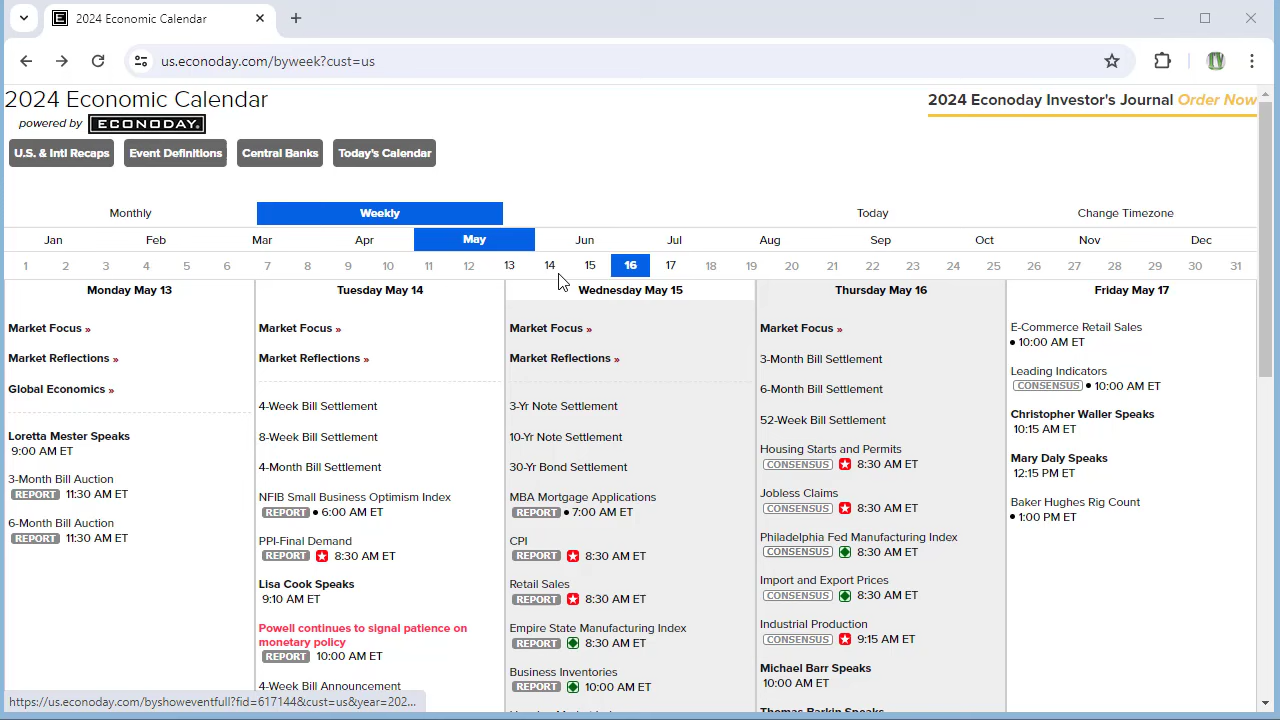 2024 Economic Calendar
us.econoday.com/byweek?cust=us
2024 Economic Calendar
2024 Econoday Investor's Journal Order Now
powered by ECONODAY.
U.S. & Intl Recaps Event Definitions Central Banks Today's Calendar
Monthly Weekly Today Change Timezone
Jan Feb Mar Apr May Jun Jul Aug Sep Oct Nov Dec
1 2 3 4 5 6 7 8 9 10 11 12 13 14 15 16 17 18 19 20 21 22 23 24 25 26 27 28 29 30 31
Monday May 13
Market Focus »
Market Reflections »
Global Economics »
Loretta Mester Speaks
9:00 AM ET
3-Month Bill Auction
REPORT 11:30 AM ET
6-Month Bill Auction
REPORT 11:30 AM ET
Tuesday May 14
Market Focus »
Market Reflections »
4-Week Bill Settlement
8-Week Bill Settlement
4-Month Bill Settlement
NFIB Small Business Optimism Index
REPORT 6:00 AM ET
PPI-Final Demand
REPORT 8:30 AM ET
Lisa Cook Speaks
9:10 AM ET
Powell continues to signal patience on
monetary policy
REPORT 10:00 AM ET
4-Week Bill Announcement
Wednesday May 15
Market Focus »
Market Reflections »
3-Yr Note Settlement
10-Yr Note Settlement
30-Yr Bond Settlement
MBA Mortgage Applications
REPORT 7:00 AM ET
CPI
REPORT 8:30 AM ET
Retail Sales
REPORT 8:30 AM ET
Empire State Manufacturing Index
REPORT 8:30 AM ET
Business Inventories
REPORT 10:00 AM ET
Thursday May 16
Market Focus »
3-Month Bill Settlement
6-Month Bill Settlement
52-Week Bill Settlement
Housing Starts and Permits
CONSENSUS 8:30 AM ET
Jobless Claims
CONSENSUS 8:30 AM ET
Philadelphia Fed Manufacturing Index
CONSENSUS 8:30 AM ET
Import and Export Prices
CONSENSUS 8:30 AM ET
Industrial Production
CONSENSUS 9:15 AM ET
Michael Barr Speaks
10:00 AM ET
Friday May 17
E-Commerce Retail Sales
10:00 AM ET
Leading Indicators
CONSENSUS 10:00 AM ET
Christopher Waller Speaks
10:15 AM ET
Mary Daly Speaks
12:15 PM ET
Baker Hughes Rig Count
1:00 PM ET
https://us.econoday.com/byshoweventfull?fid=617144&cust=us&year=202...